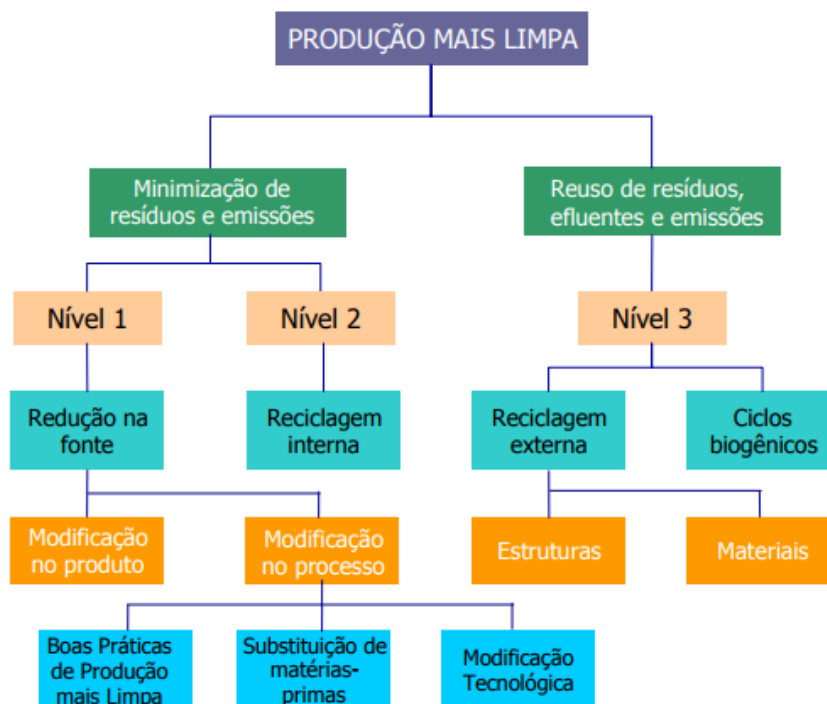 PRODUÇÃO MAIS LIMPA
Minimização de
resíduos e emissões
Reuso de resíduos,
efluentes e emissões
Nível 1
Nível 2
Nível 3
Redução na
fonte
Reciclagem
interna
Reciclagem
externa
Ciclos
biogênicos
Modificação
no produto
Modificação
no processo
Estruturas
Materiais
Boas Práticas
de Produção
mais Limpa
Substituição de
matérias-
primas
Modificação
Tecnológica